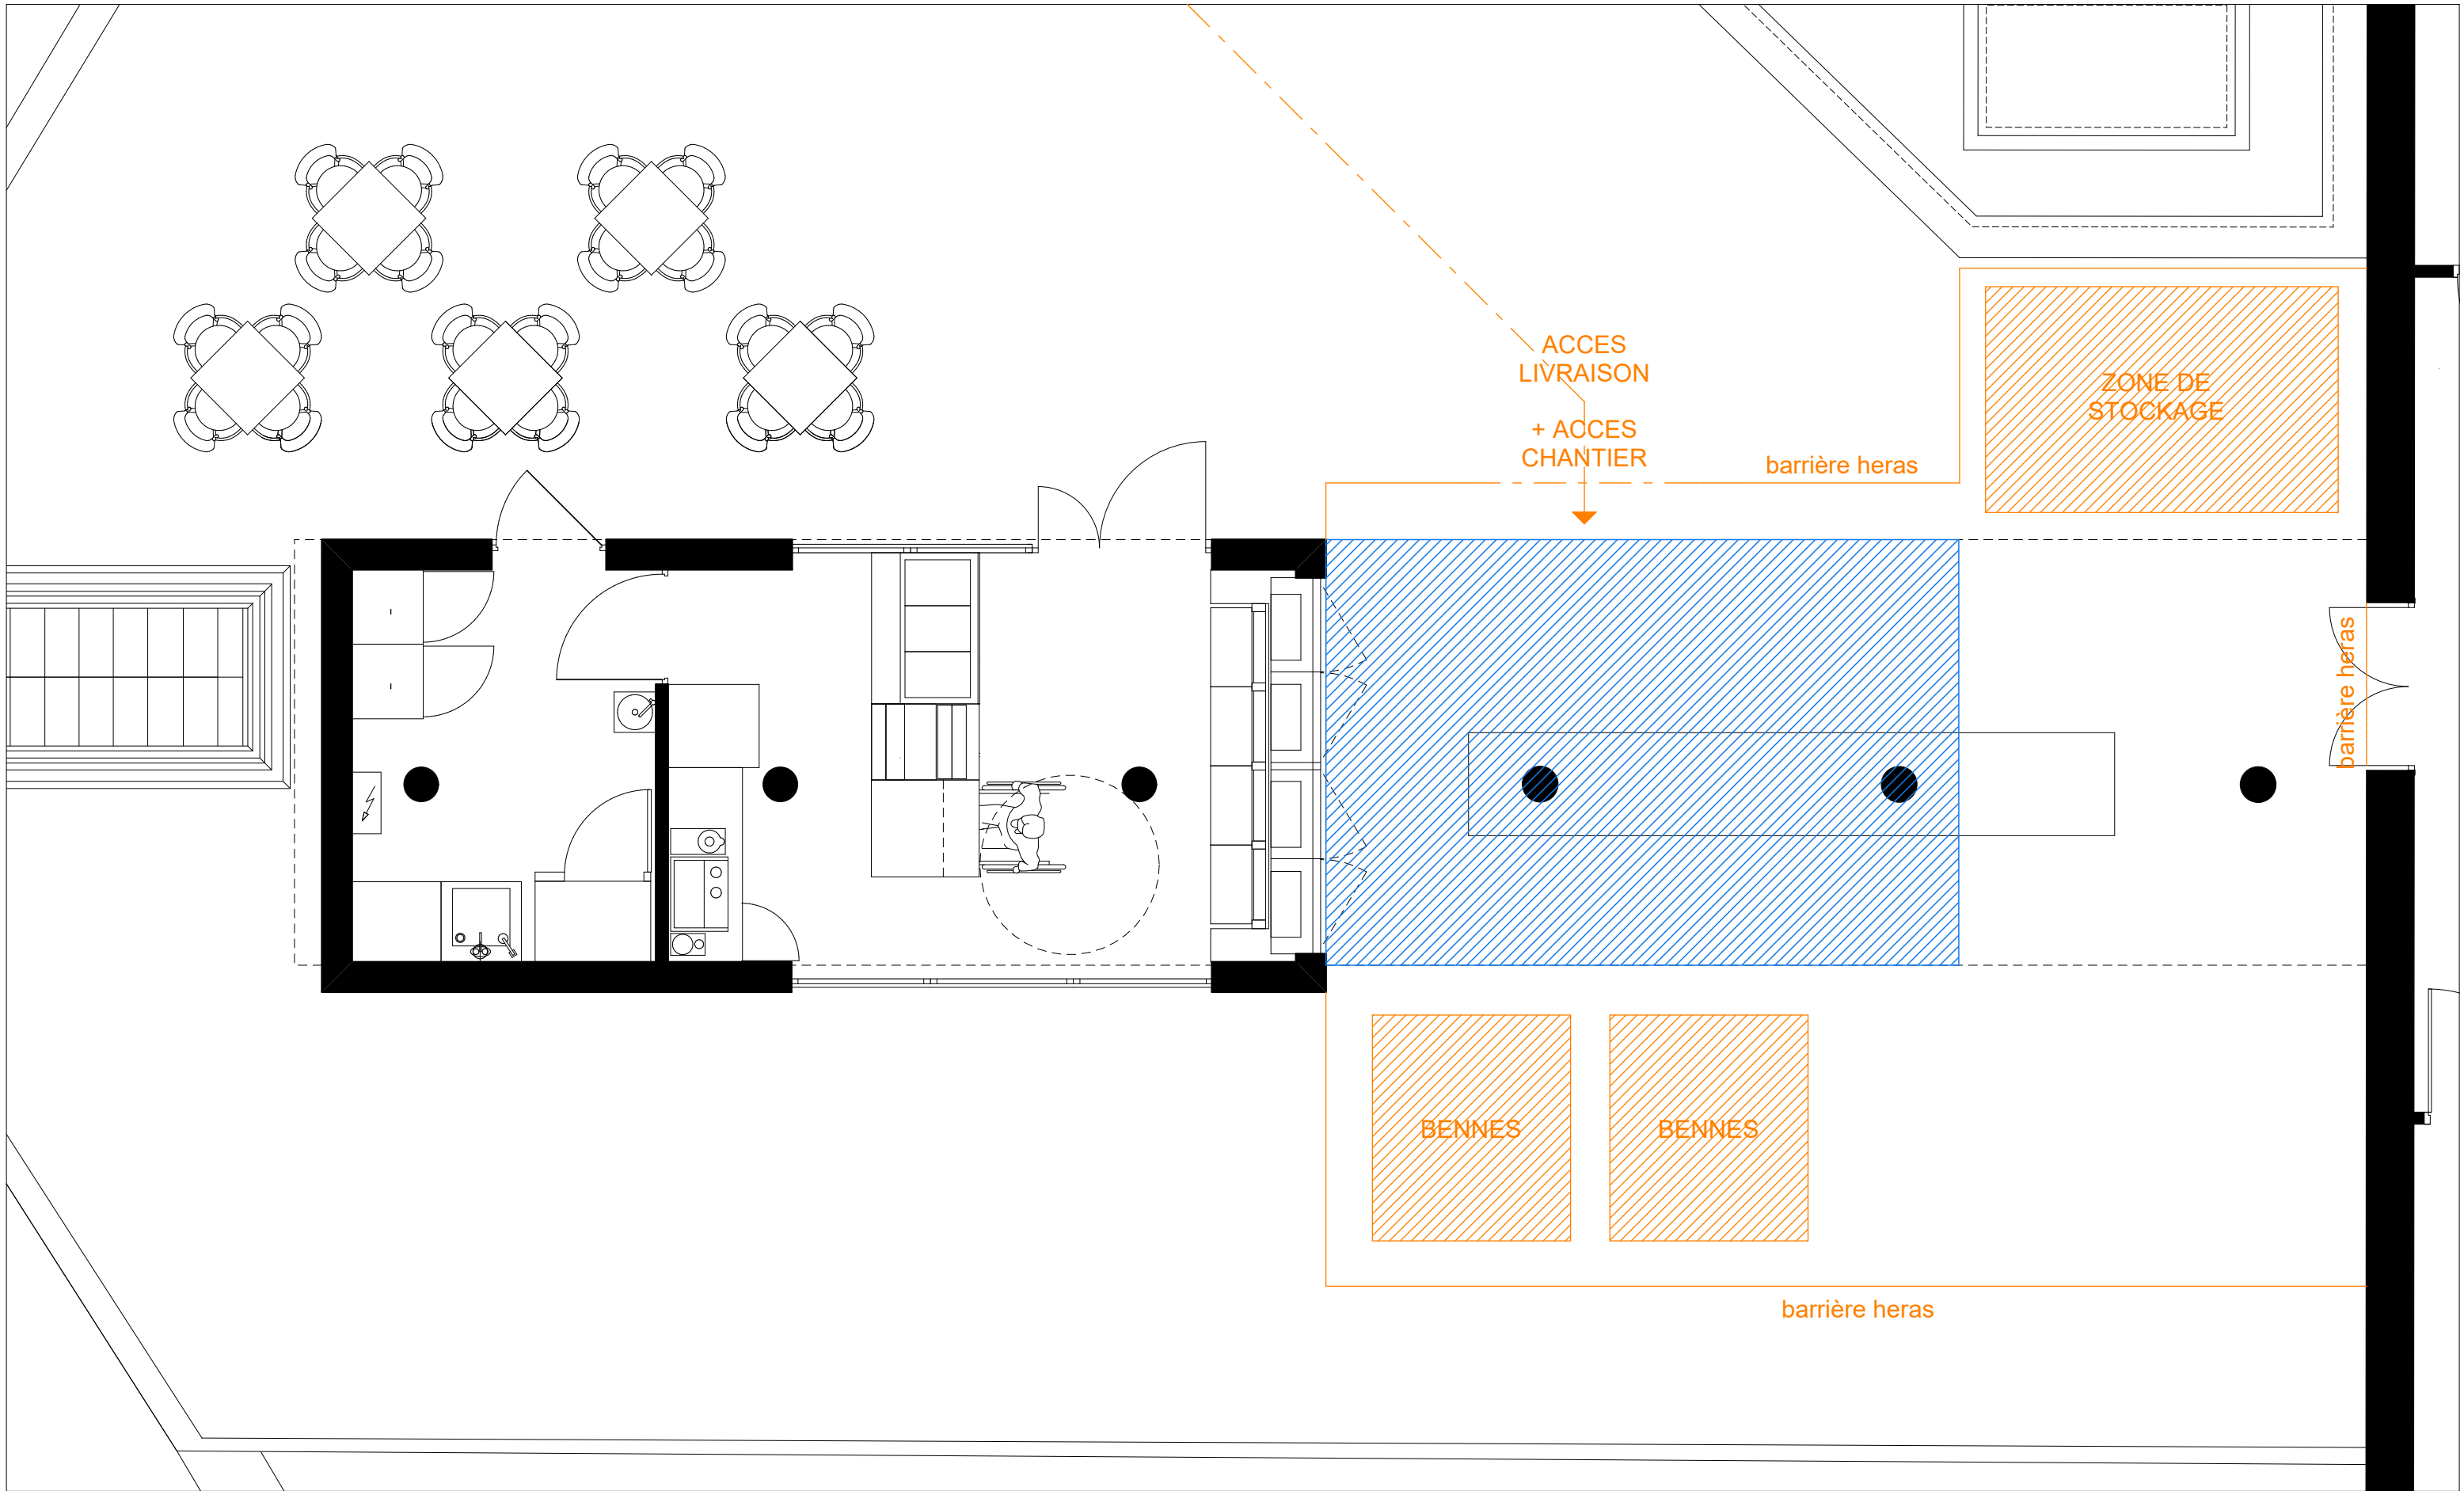 ACCES
LIVRAISON
+ ACCES
CHANTIER
barrière heras
ZONE DE
STOCKAGE
barrière heras
BENNES
BENNES
barrière heras